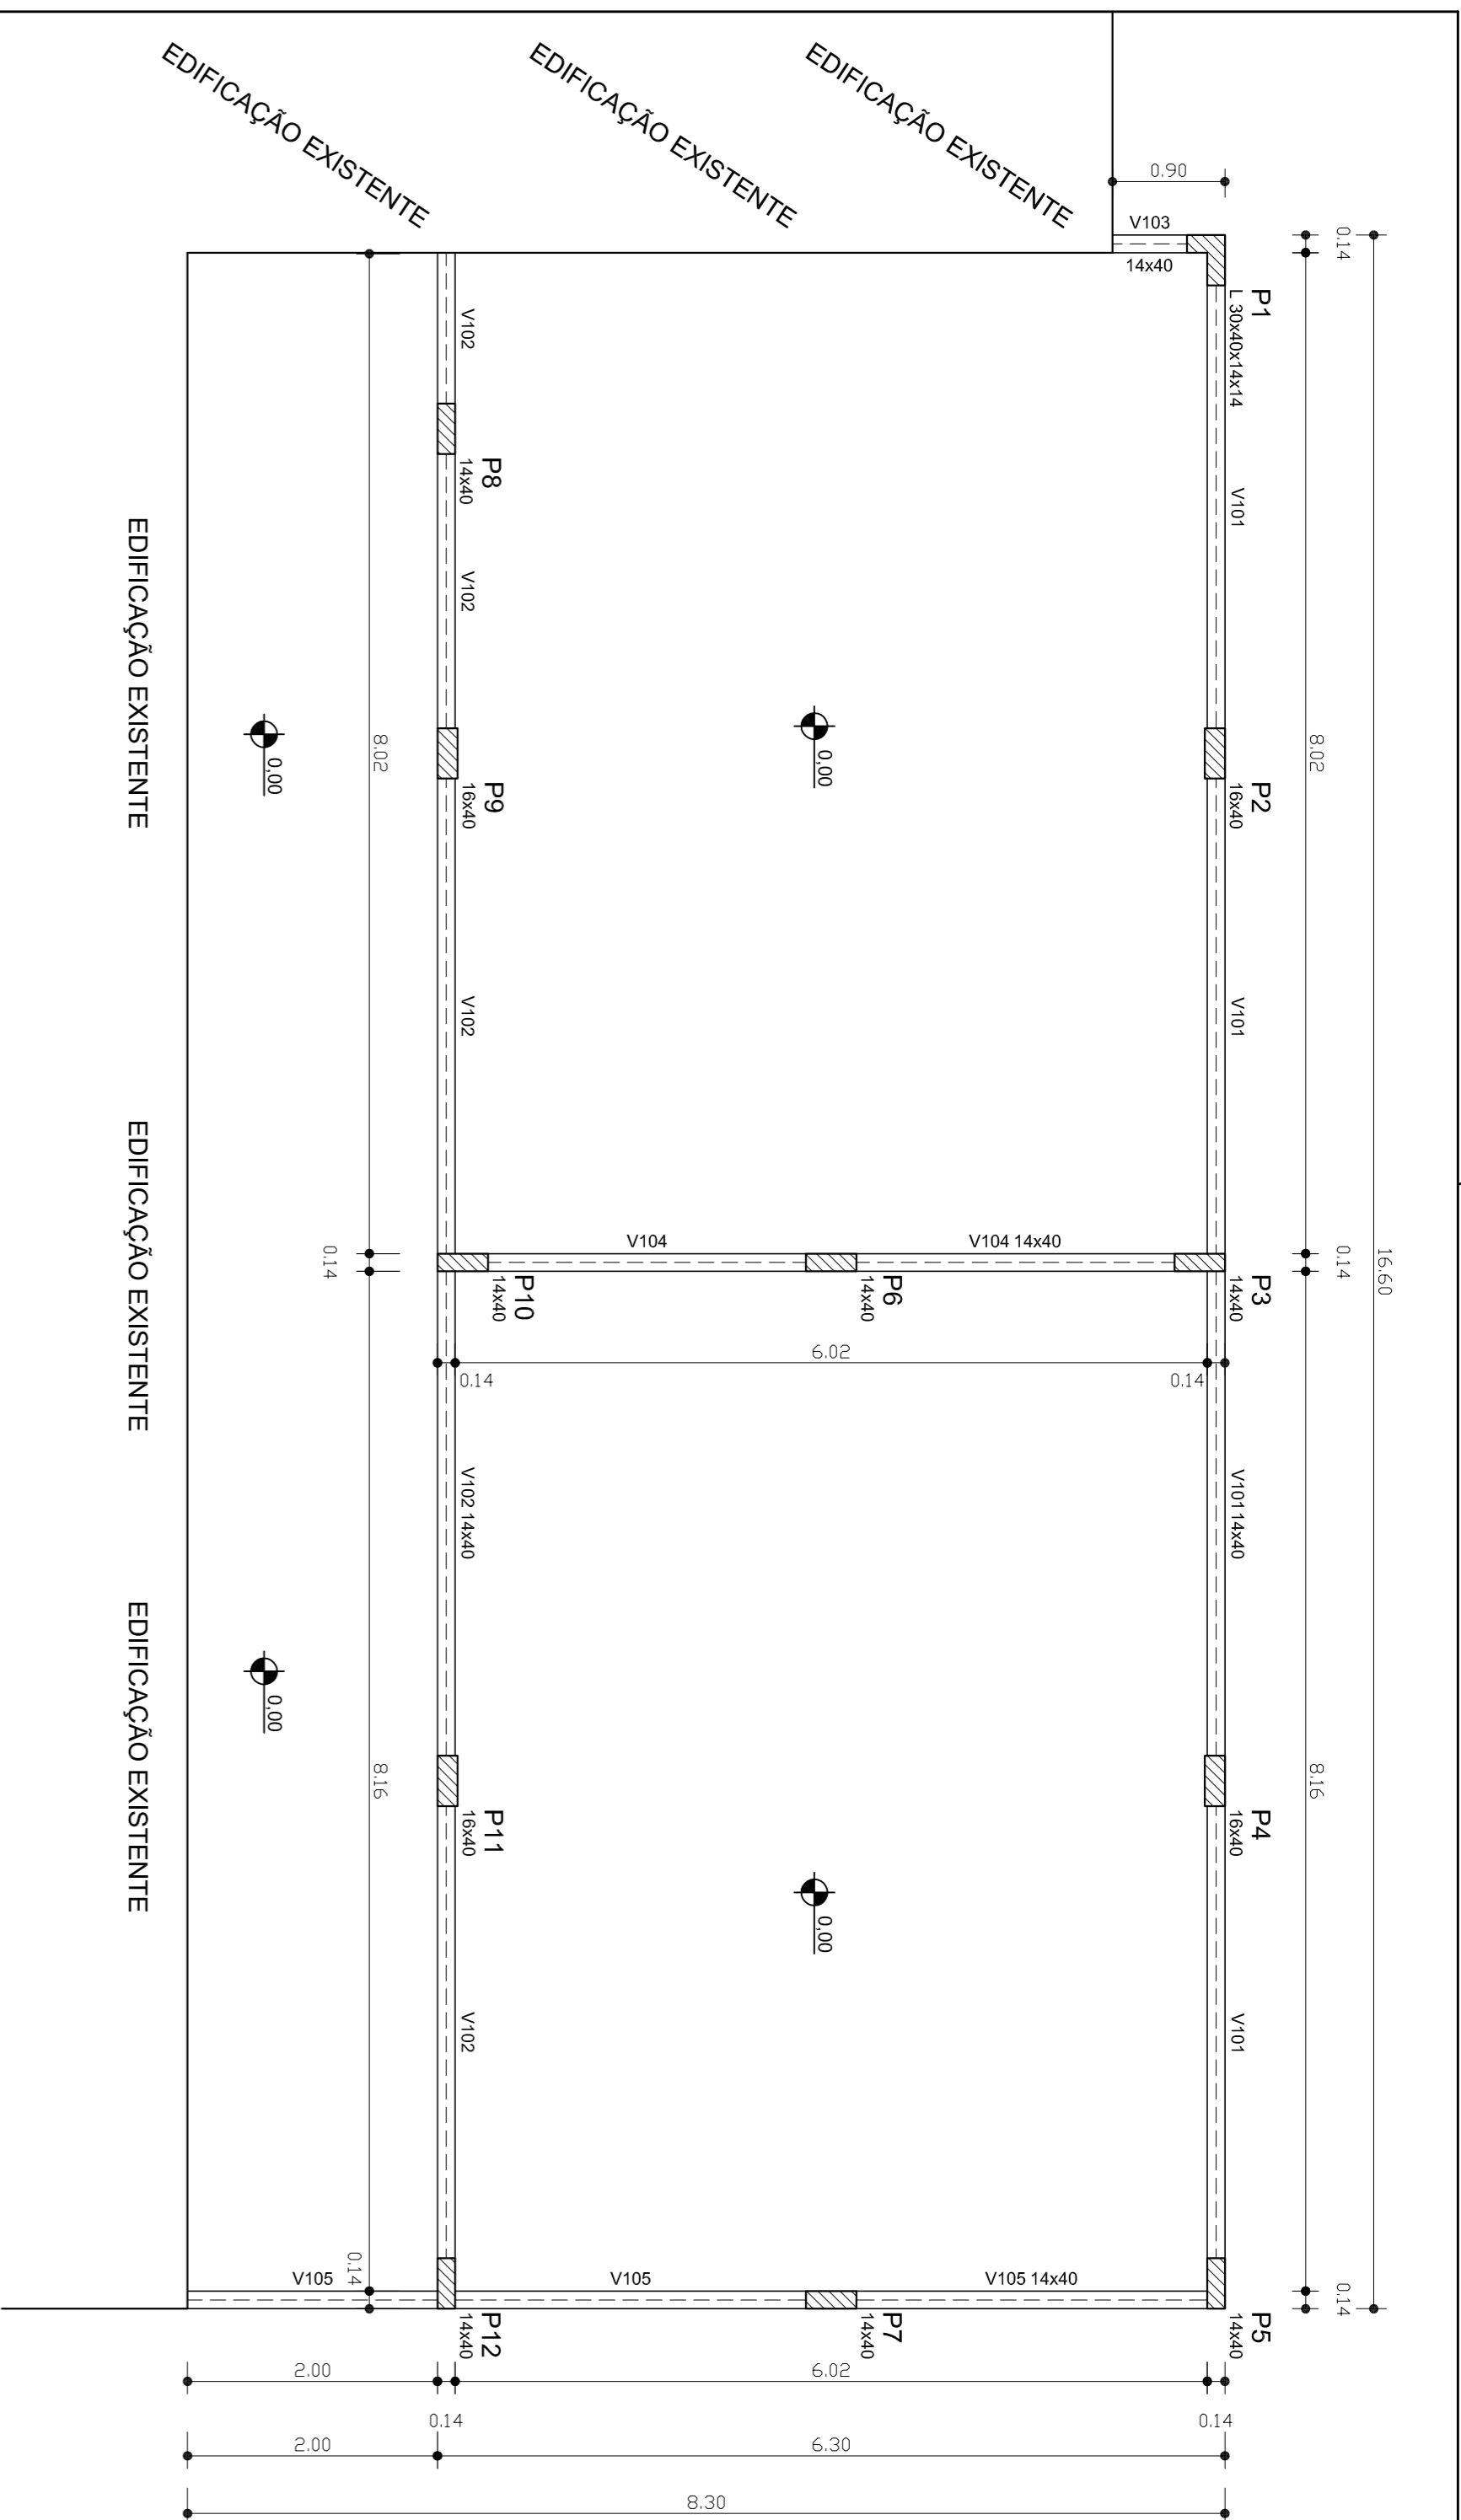 EDIFICAÇÃO EXISTENTE
EDIFICAÇÃO EXISTENTE
EDIFICAÇÃO EXISTENTE
0.90
V103
14x40
0.14
P1
L 30x40x14x14
V101
8.02
P2
16x40
V101
0.14
16.60
P3
14x40
V101 14x40
8.16
P4
16x40
V101
0.14
P5
14x40
V102
P8
14x40
V102
P9
16x40
V102
V104
V104 14x40
P10
14x40
P6
14x40
6.02
0.14
0.14
V102 14x40
P11
16x40
V102
V105
V105
V105 14x40
P12
14x40
P7
14x40
0,00
0,00
0,00
0,00
8.02
0.14
8.16
0.14
EDIFICAÇÃO EXISTENTE
EDIFICAÇÃO EXISTENTE
EDIFICAÇÃO EXISTENTE
2.00
6.02
0.14
0.14
2.00
6.30
8.30